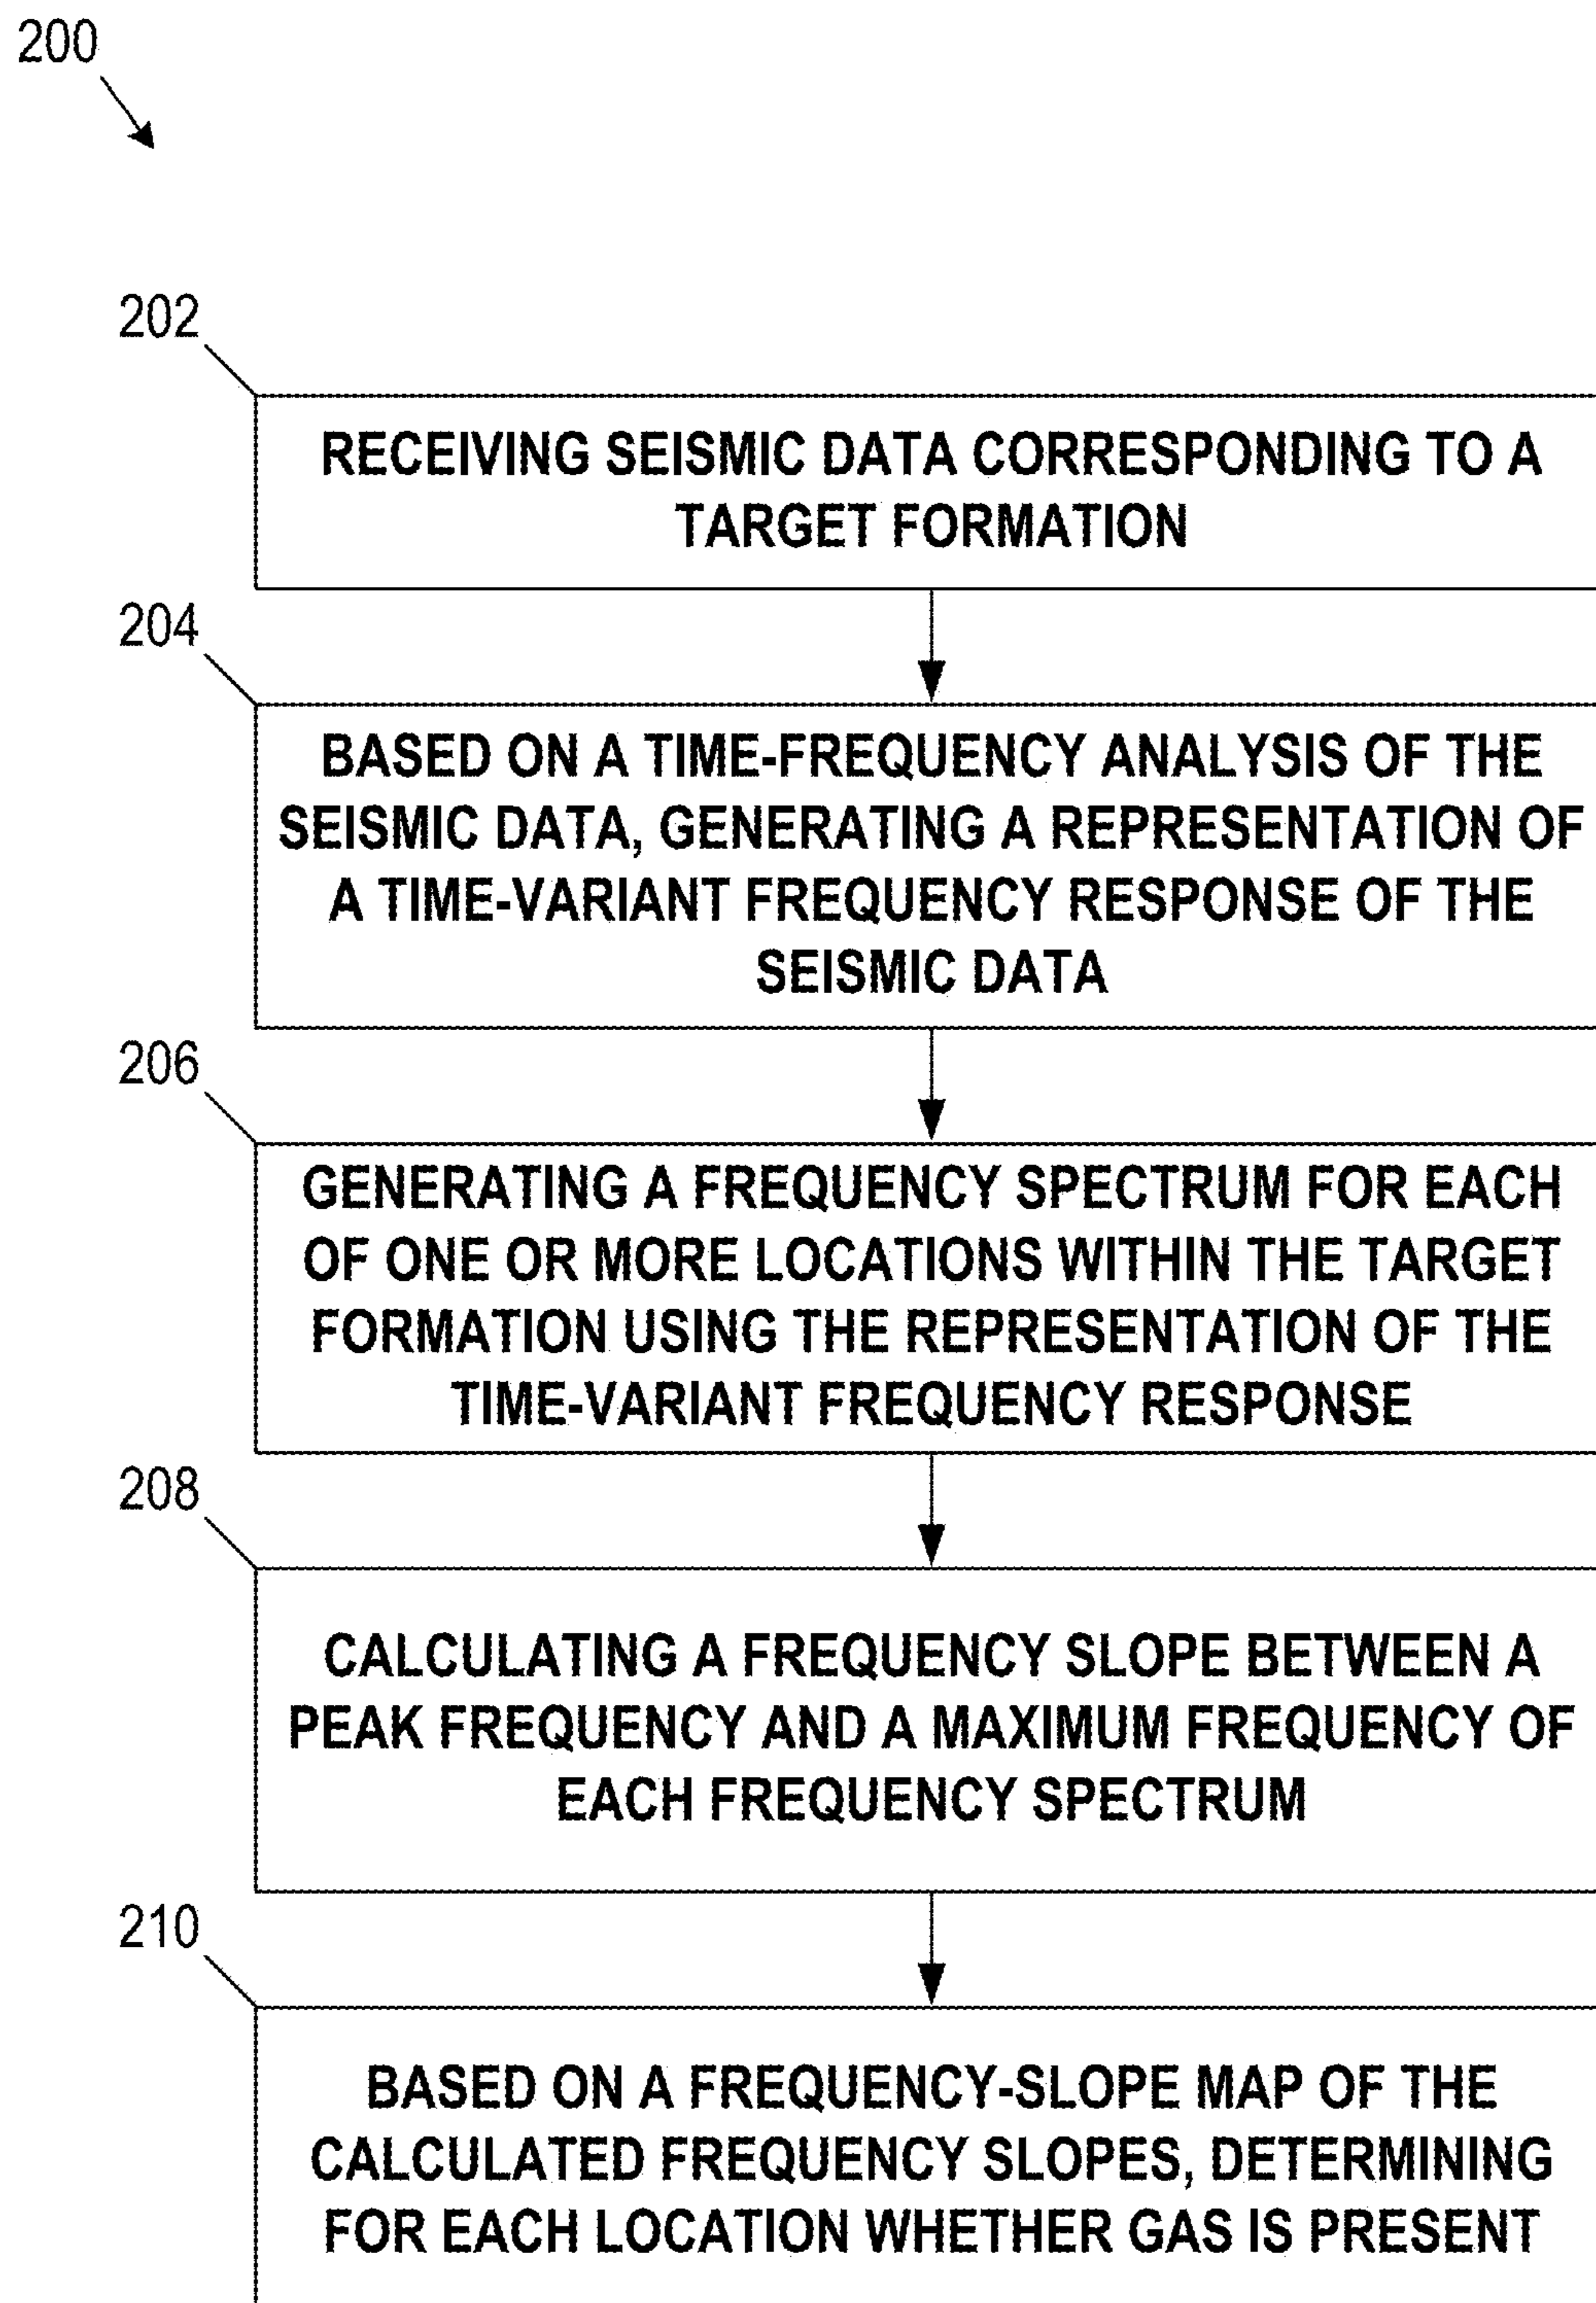 200
202
RECEIVING SEISMIC DATA CORRESPONDING TO A
TARGET FORMATION
204
BASED ON A TIME-FREQUENCY ANALYSIS OF THE
SEISMIC DATA, GENERATING A REPRESENTATION OF
A TIME-VARIANT FREQUENCY RESPONSE OF THE
SEISMIC DATA
206
GENERATING A FREQUENCY SPECTRUM FOR EACH
OF ONE OR MORE LOCATIONS WITHIN THE TARGET
FORMATION USING THE REPRESENTATION OF THE
TIME-VARIANT FREQUENCY RESPONSE
208
CALCULATING A FREQUENCY SLOPE BETWEEN A
PEAK FREQUENCY AND A MAXIMUM FREQUENCY OF
EACH FREQUENCY SPECTRUM
210
BASED ON A FREQUENCY-SLOPE MAP OF THE
CALCULATED FREQUENCY SLOPES, DETERMINING
FOR EACH LOCATION WHETHER GAS IS PRESENT